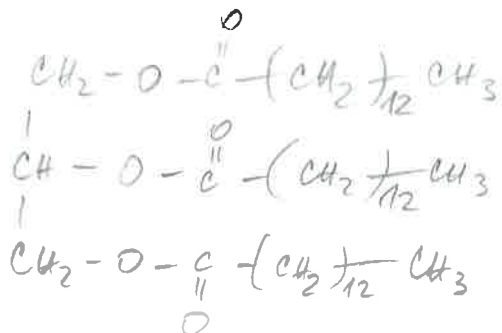 O
CH2 - O - C -(CH2)12 CH3
O
CH - O - C -(CH2)12 CH3
CH2 - O - C -(CH2)12 CH3
O